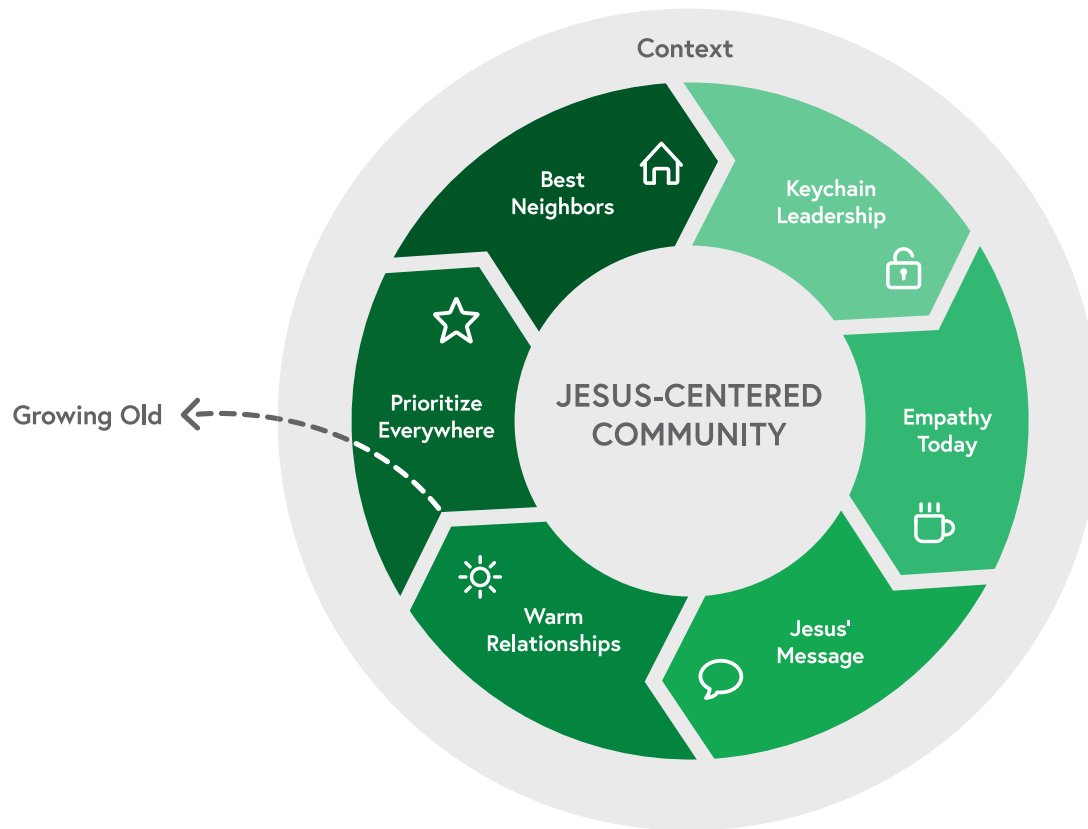 Context
Best
Neighbors
Keychain
Leadership
Prioritize
Everywhere
JESUS-CENTERED
COMMUNITY
Empathy
Today
Growing Old
Warm
Relationships
Jesus'
Message